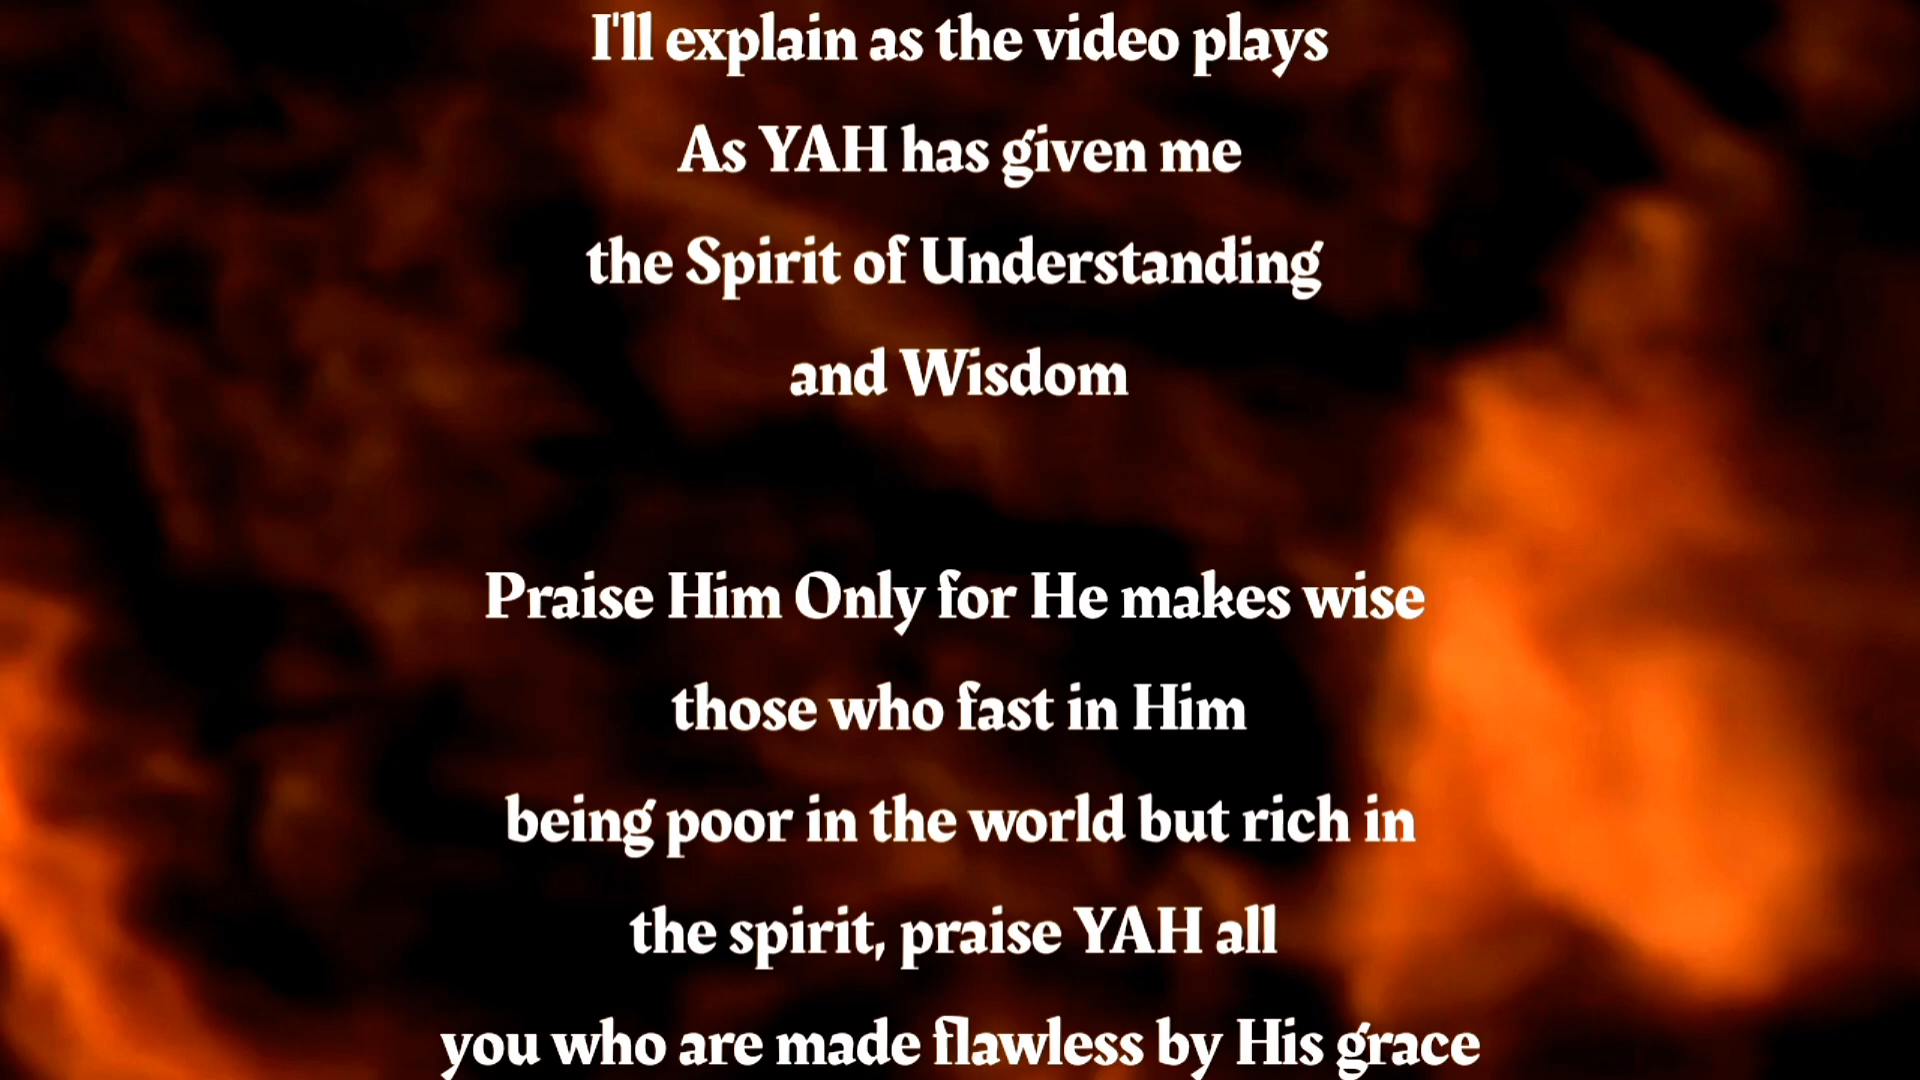 I'll explain as the video plays
As YAH has given me
the Spirit of Understanding
and Wisdom
Praise Him Only for He makes wise
those who fast in Him
being poor in the world but rich in
the spirit, praise YAH all
you who are made flawless by His grace